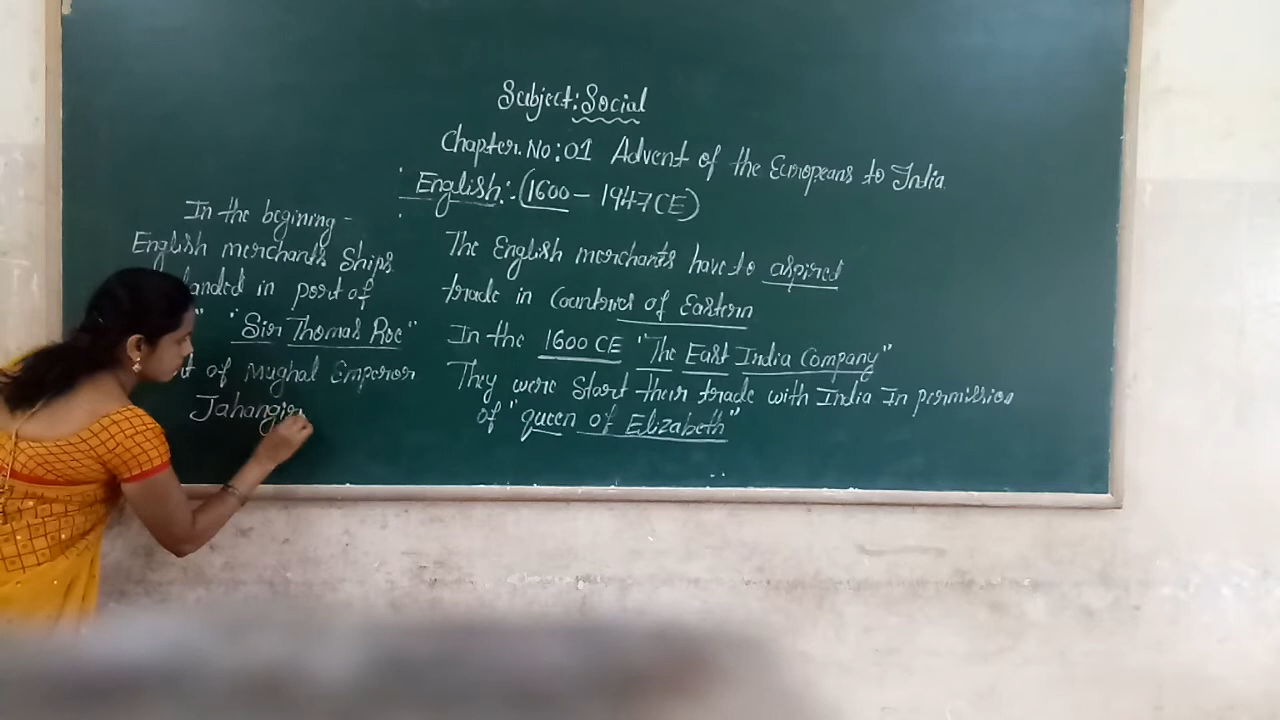 Subject: Social
Chapter. No: 01 Advent of the Europeans to India
English:- (1600 - 1947 CE)
In the begining -
English merchants Ships
landed in port of
" "Sir Thomas Roe"
of Mughal Emperor
Jahangir
The English merchants have to aspired
trade in Countries of Eastern
In the 1600 CE "The East India Company"
They were Start their trade with India In permission
of "queen of Elizabeth"